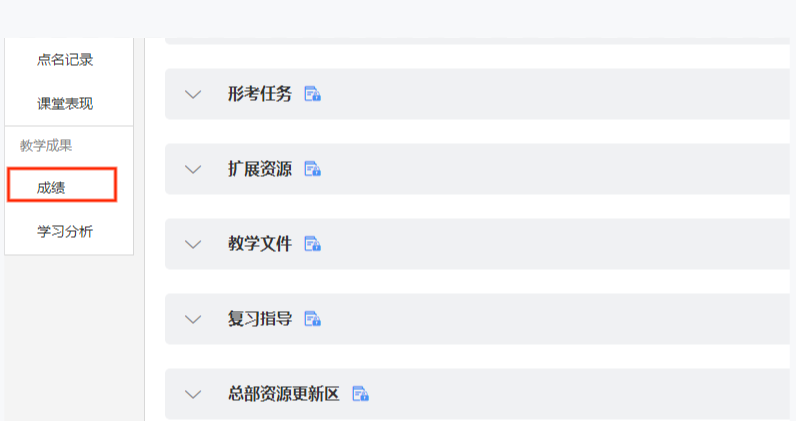 点名记录
课堂表现
教学成果
成绩
学习分析
形考任务
扩展资源
教学文件
复习指导
总部资源更新区